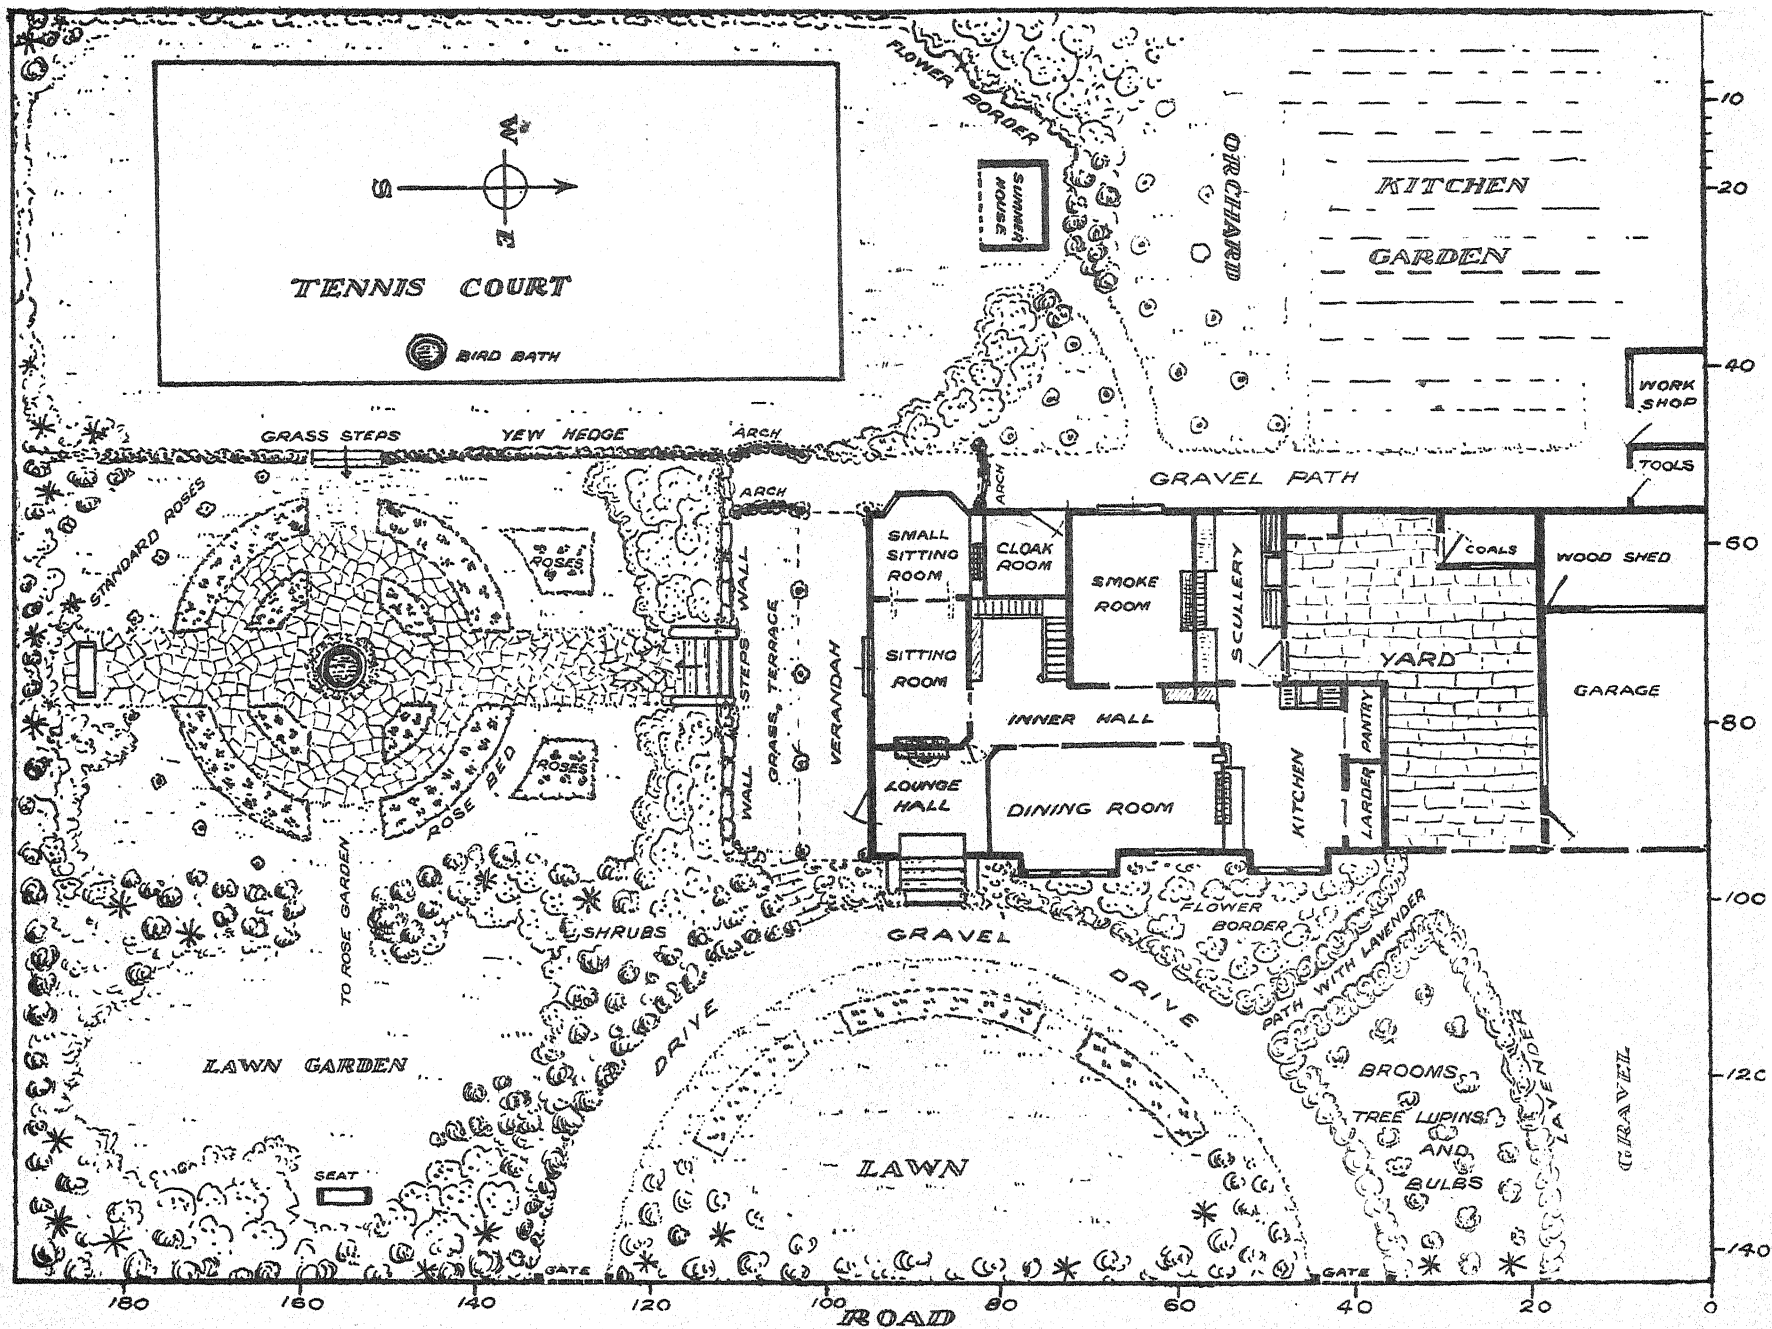 FLOWER BORDER
W
S
E
TENNIS COURT
BIRD BATH
SUMMER
HOUSE
ORCHARD
KITCHEN
GARDEN
10
20
40
60
80
100
120
140
WORK
SHOP
TOOLS
GRASS STEPS
YEW HEDGE
ARCH
ARCH
ARCH
GRAVEL PATH
STANDARD ROSES
ROSES
ROSES
ROSE BED
TO ROSE GARDEN
WALL STEPS WALL
GRASS TERRACE
VERANDAH
SMALL
SITTING
ROOM
CLOAK
ROOM
SMOKE
ROOM
SCULLERY
COALS
WOOD SHED
SITTING
ROOM
YARD
GARAGE
INNER HALL
PANTRY
LOUNGE
HALL
DINING ROOM
KITCHEN
LARDER
SHRUBS
GRAVEL
FLOWER
BORDER
PATH WITH LAVENDER
DRIVE
DRIVE
LAWN GARDEN
BROOMS
TREE LUPINS
AND
BULBS
LAVENDER
LAVENDER
GRAVEL
LAWN
SEAT
GATE
GATE
180 160 140 120 100 80 60 40 20 0
ROAD